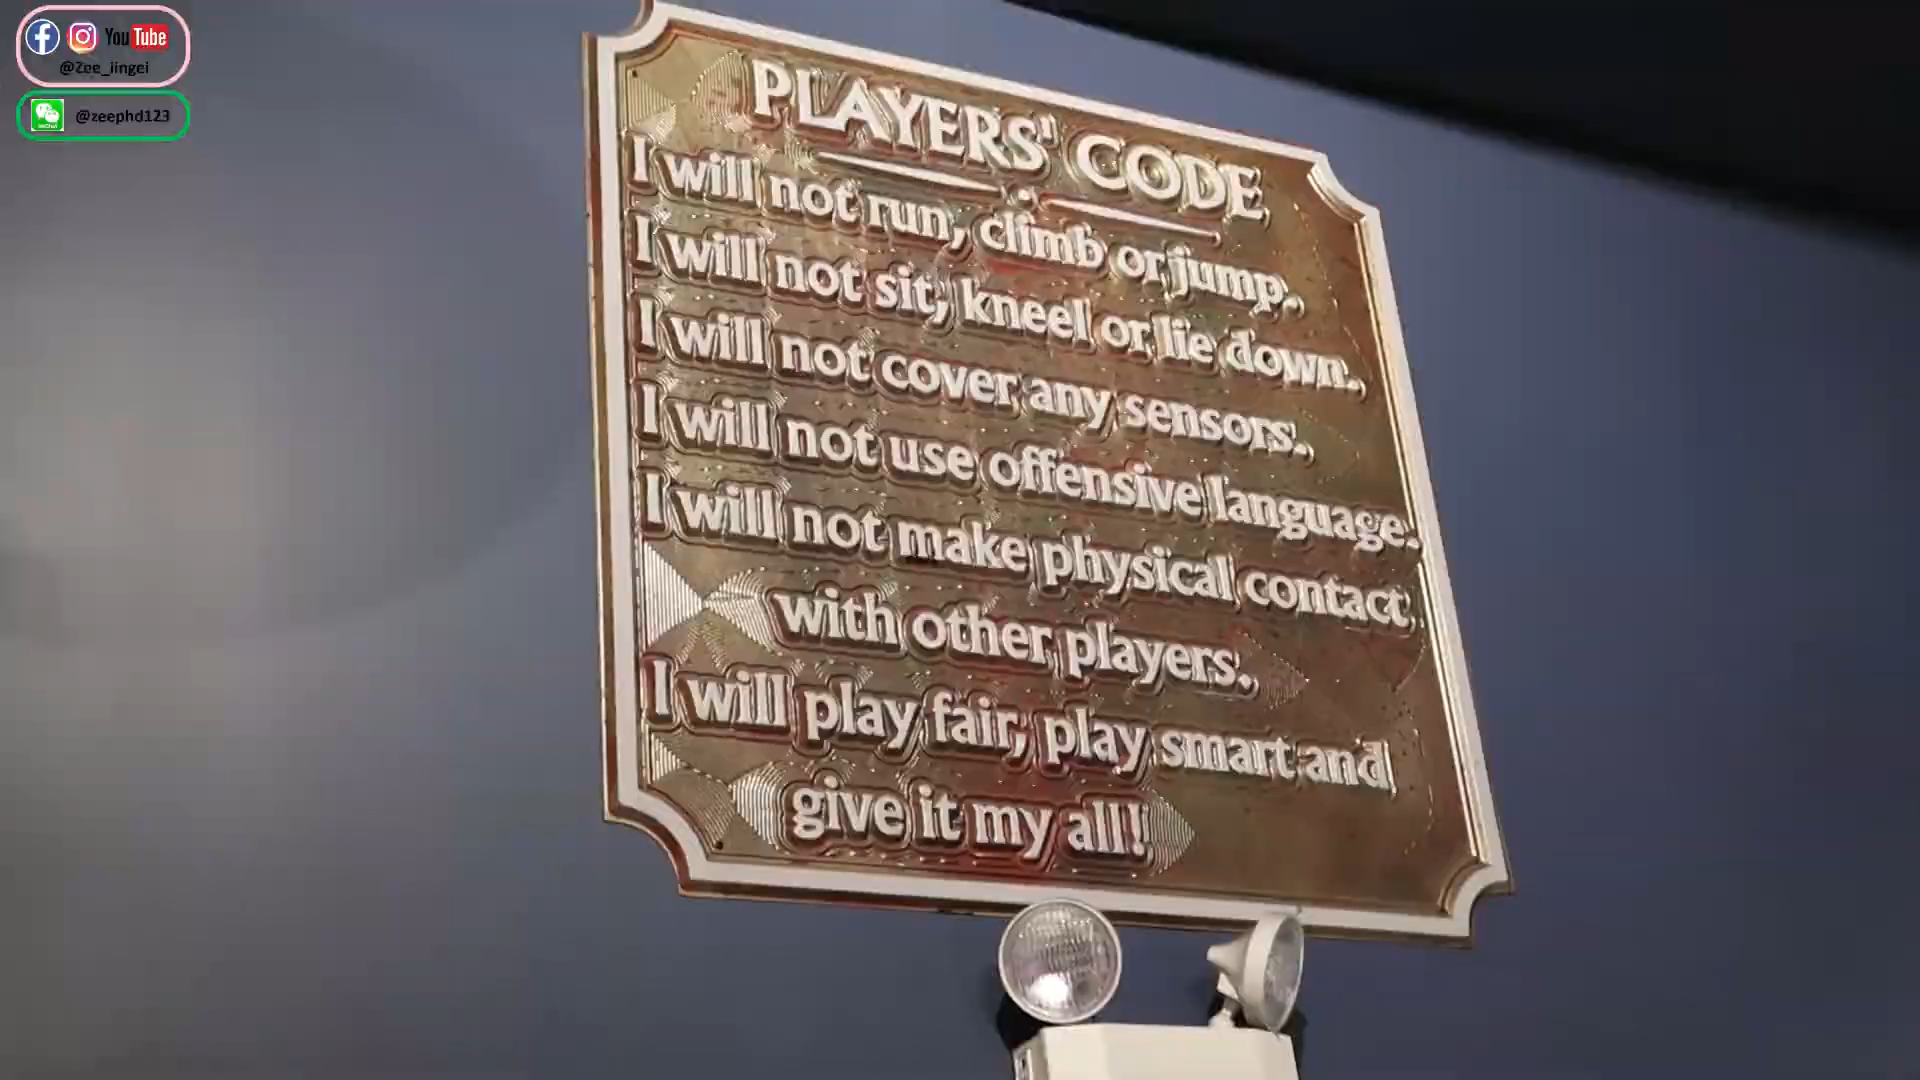 YouTube
@Zee_iingei
@zeephd123
PLAYERS' CODE
I will not run, climb or jump.
I will not sit, kneel or lie down.
I will not cover any sensors.
I will not use offensive language.
I will not make physical contact
with other players.
I will play fair, play smart and
give it my all!